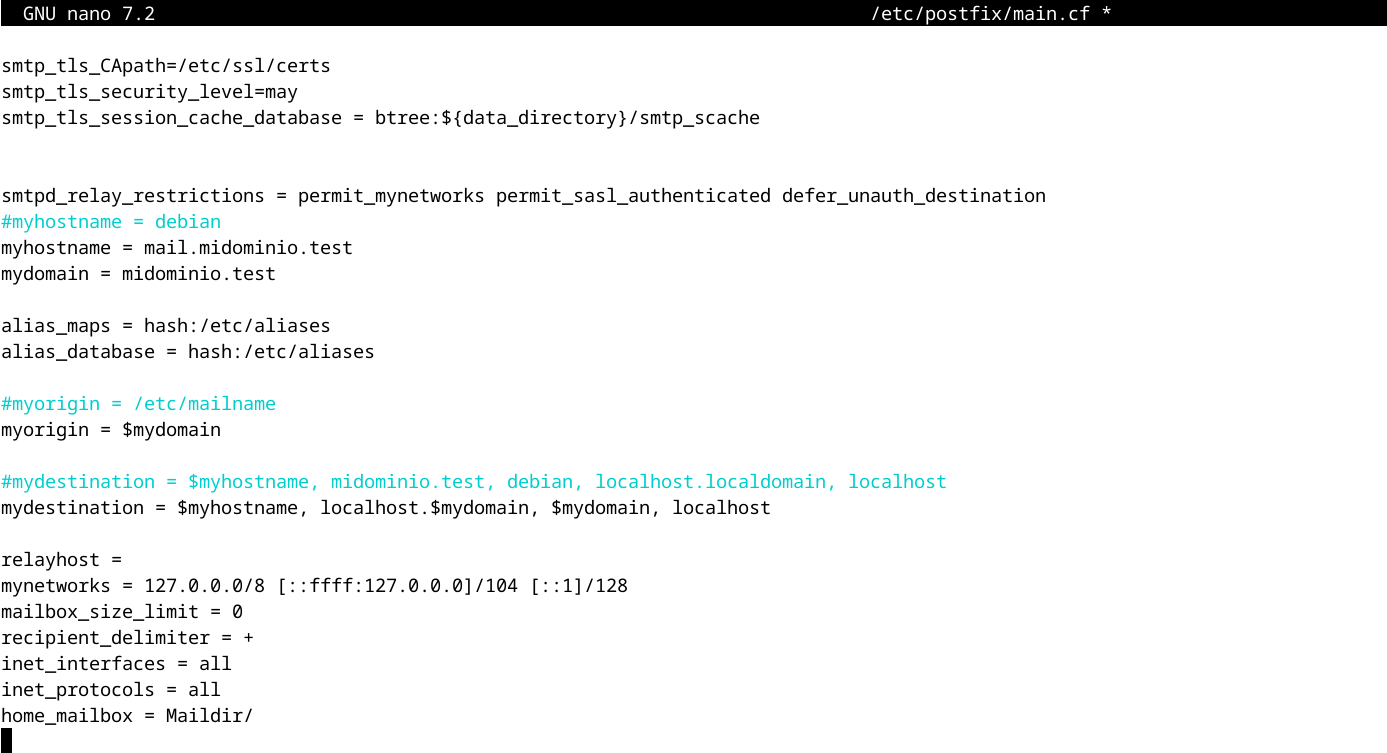 GNU nano 7.2 /etc/postfix/main.cf *
smtp_tls_CApath=/etc/ssl/certs
smtp_tls_security_level=may
smtp_tls_session_cache_database = btree:${data_directory}/smtp_scache
smtpd_relay_restrictions = permit_mynetworks permit_sasl_authenticated defer_unauth_destination
#myhostname = debian
myhostname = mail.midominio.test
mydomain = midominio.test
alias_maps = hash:/etc/aliases
alias_database = hash:/etc/aliases
#myorigin = /etc/mailname
myorigin = $mydomain
#mydestination = $myhostname, midominio.test, debian, localhost.localdomain, localhost
mydestination = $myhostname, localhost.$mydomain, $mydomain, localhost
relayhost =
mynetworks = 127.0.0.0/8 [::ffff:127.0.0.0]/104 [::1]/128
mailbox_size_limit = 0
recipient_delimiter = +
inet_interfaces = all
inet_protocols = all
home_mailbox = Maildir/